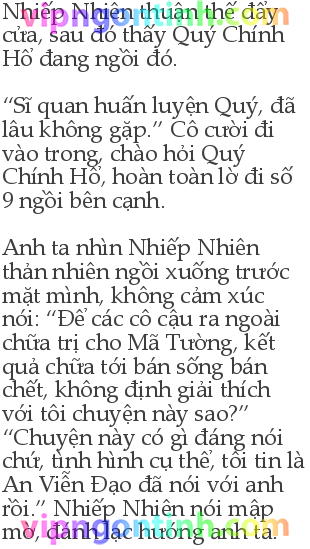 Nhiếp Nhiên thuận thế đẩy
cửa, sau đó thấy Quý Chính
Hổ đang ngồi đó.
“Sĩ quan huấn luyện Quý, đã
lâu không gặp.” Cô cười đi
vào trong, chào hỏi Quý
Chính Hổ, hoàn toàn lờ đi số
9 ngồi bên cạnh.
Anh ta nhìn Nhiếp Nhiên
thản nhiên ngồi xuống trước
mặt mình, không cảm xúc
nói: “Để các cô cậu ra ngoài
chữa trị cho Mã Tường, kết
quả chữa tới bán sống bán
chết, không định giải thích
với tôi chuyện này sao?”
“Chuyện này có gì đáng nói
chứ, tình hình cụ thể, tôi tin là
An Viễn Đạo đã nói với anh
rồi.” Nhiếp Nhiên nói mập
mờ, đánh lạc hướng anh ta.
vipngontinh.com
vipngontinh.com